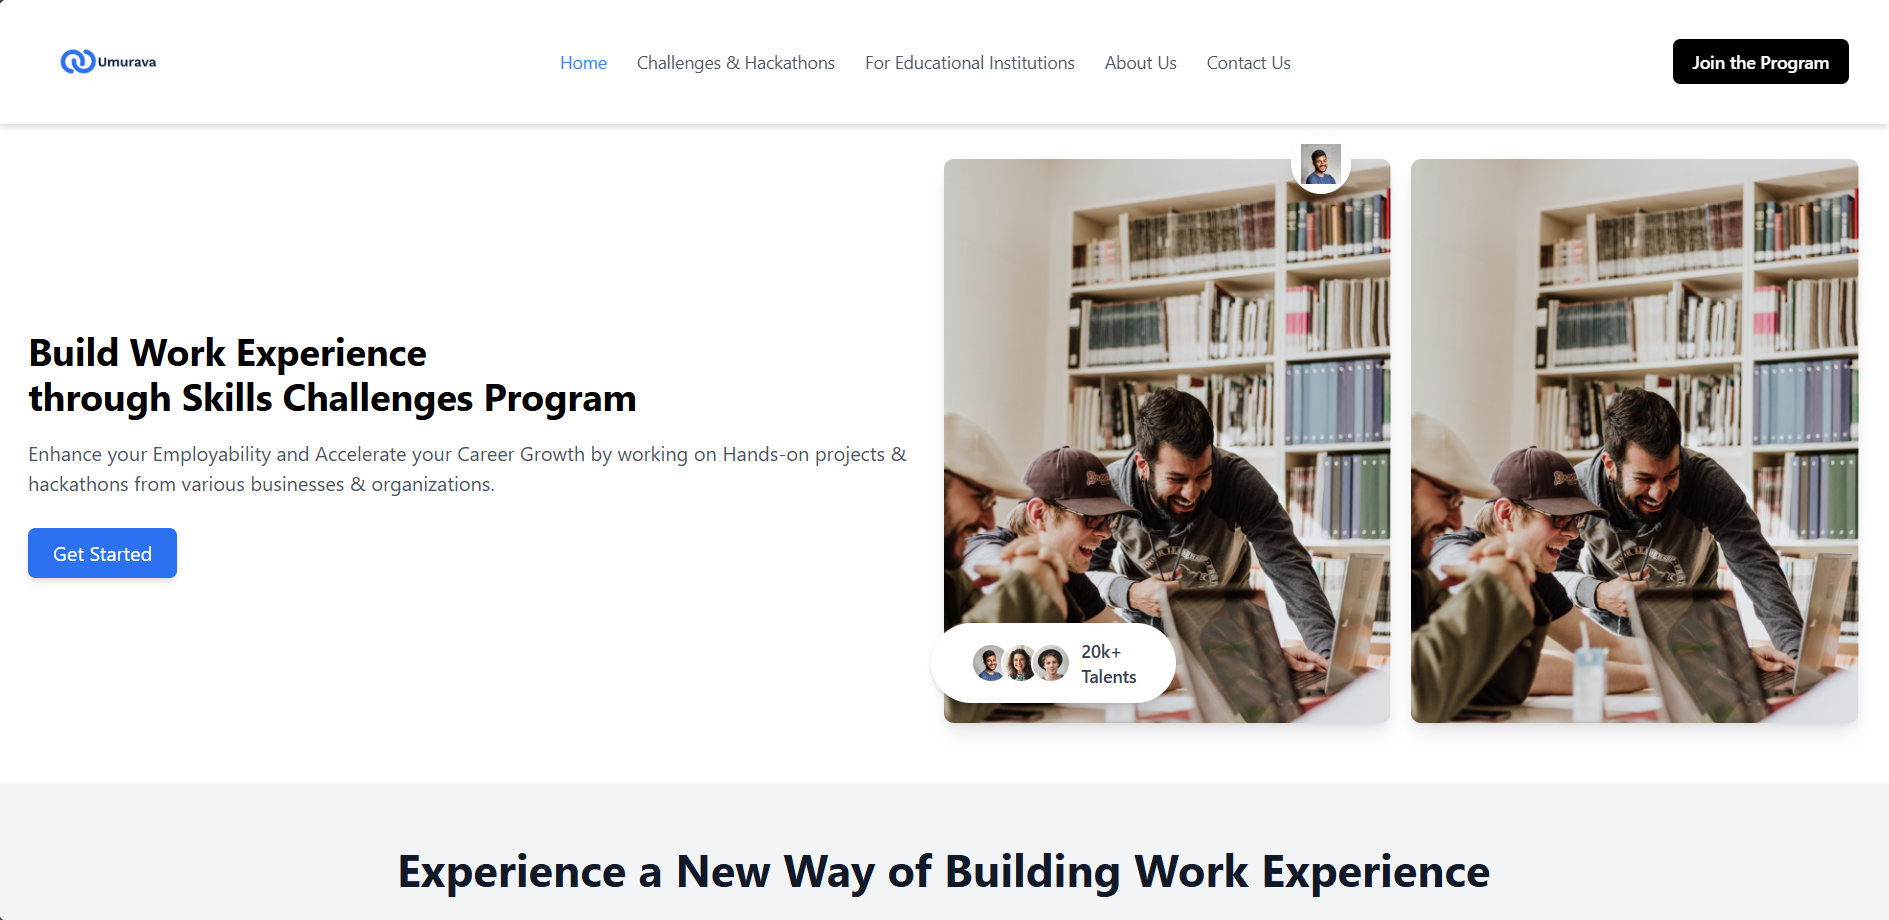 Umurava
Home
Challenges & Hackathons
For Educational Institutions
About Us
Contact Us
Join the Program
Build Work Experience
through Skills Challenges Program
Enhance your Employability and Accelerate your Career Growth by working on Hands-on projects &
hackathons from various businesses & organizations.
Get Started
20k+
Talents
Experience a New Way of Building Work Experience